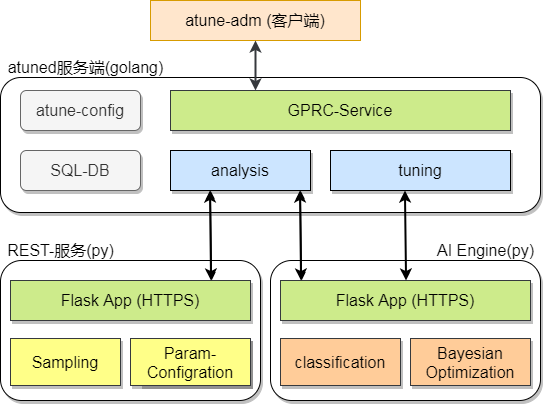 atune-adm (客户端)
atuned服务端(golang)
atune-config
GPRC-Service
SQL-DB
analysis
tuning
REST-服务(py)
AI Engine(py)
Flask App (HTTPS)
Flask App (HTTPS)
Sampling
Param-
Configration
classification
Bayesian
Optimization